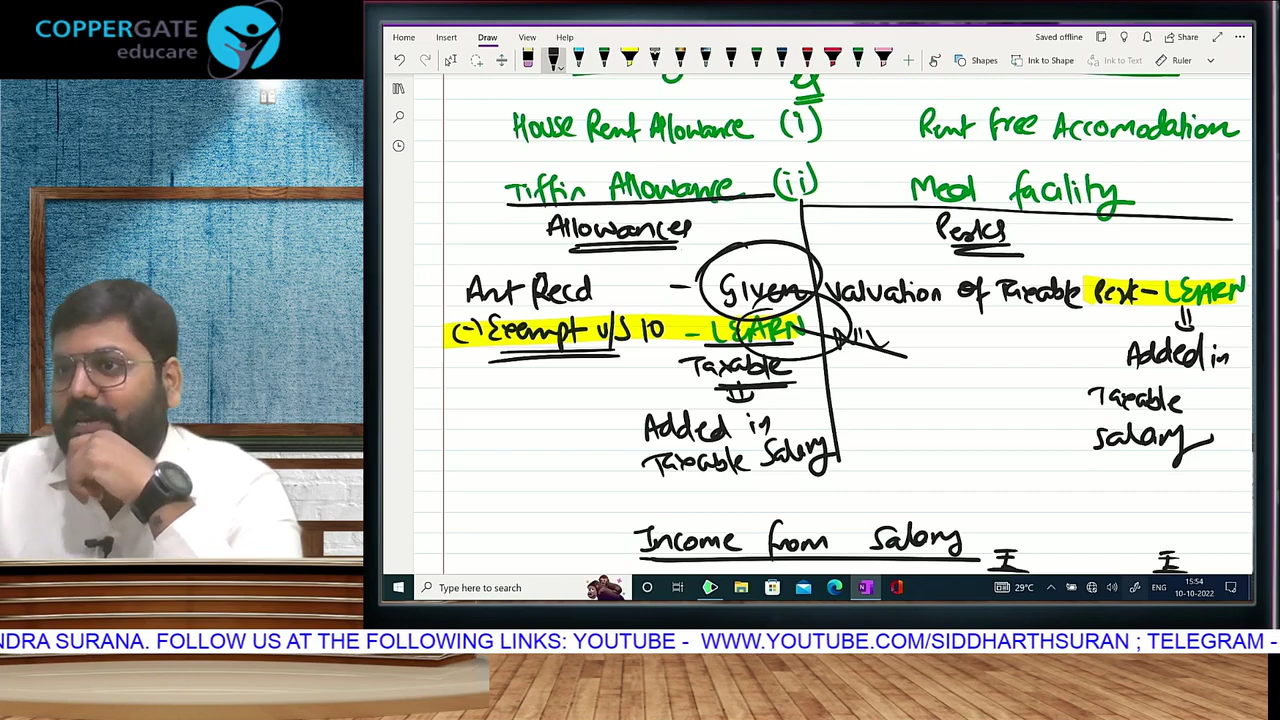 COPPERGATE
educare
Home Insert Draw View Help
Saved offline
Share
Shapes
Ink to Shape
Ink to Text
Ruler
House Rent Allowance (i) Rent free Accomodation
Tiffin Allowance (ii) Meal facility
Allowances Perks
Amt Recd - Given Valuation of Taxable Perk - LEARN
(-) Exempt u/s 10 - LEARN Nil
Taxable
Added in
Taxable Salary
Added in
Taxable
Salary
Income from Salary
₹ ₹
Type here to search
29°C
ENG
15:54
10-10-2022
NDRA SURANA. FOLLOW US AT THE FOLLOWING LINKS: YOUTUBE - WWW.YOUTUBE.COM/SIDDHARTHSURAN ; TELEGRAM -